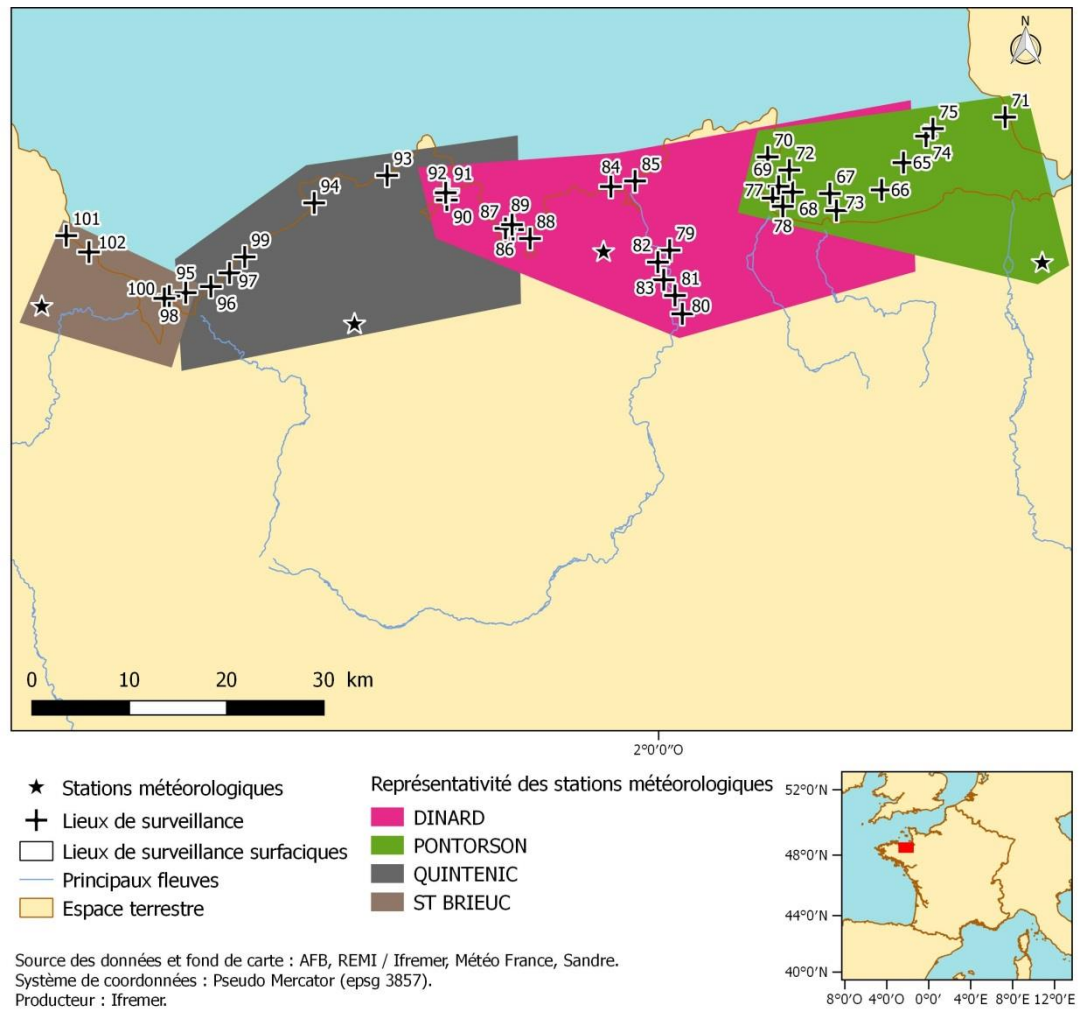 N
71
75
74
70
72
65
69
67
66
77
73
68
78
93
92
91
84
85
94
90
87
89
88
86
79
82
101
102
99
81
83
95
97
80
100
96
98
0 10 20 30 km
2°0'0"O
Stations météorologiques
Lieux de surveillance
Lieux de surveillance surfaciques
Principaux fleuves
Espace terrestre
Représentativité des stations météorologiques
DINARD
PONTORSON
QUINTENIC
ST BRIEUC
52°0'N
48°0'N
44°0'N
40°0'N
8°0'O 4°0'O 0°0' 4°0'E 8°0'E 12°0'E
Source des données et fond de carte : AFB, REMI / Ifremer, Météo France, Sandre.
Système de coordonnées : Pseudo Mercator (epsg 3857).
Producteur : Ifremer.